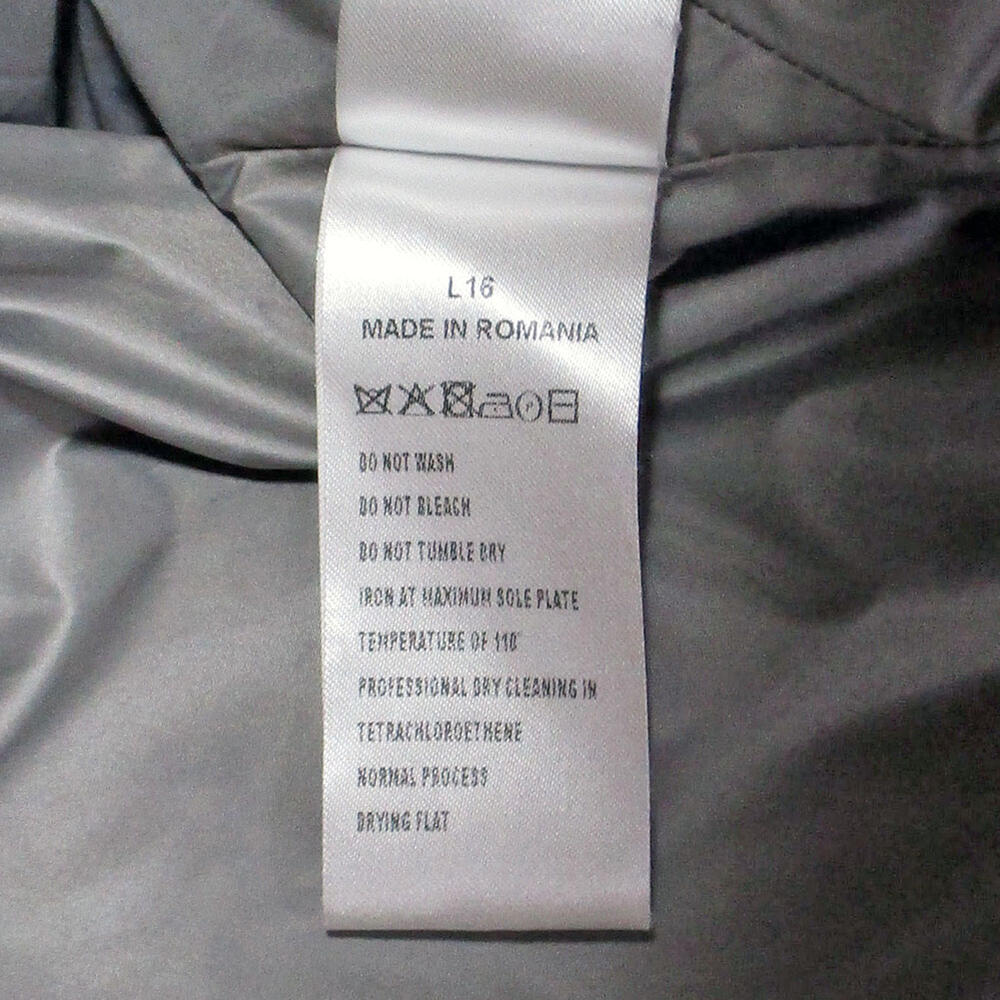 L16
MADE IN ROMANIA
DO NOT WASH
DO NOT BLEACH
DO NOT TUMBLE DRY
IRON AT MAXIMUM SOLE PLATE
TEMPERATURE OF 110°
PROFESSIONAL DRY CLEANING IN
TETRACHLOROETHENE
NORMAL PROCESS
DRYING FLAT